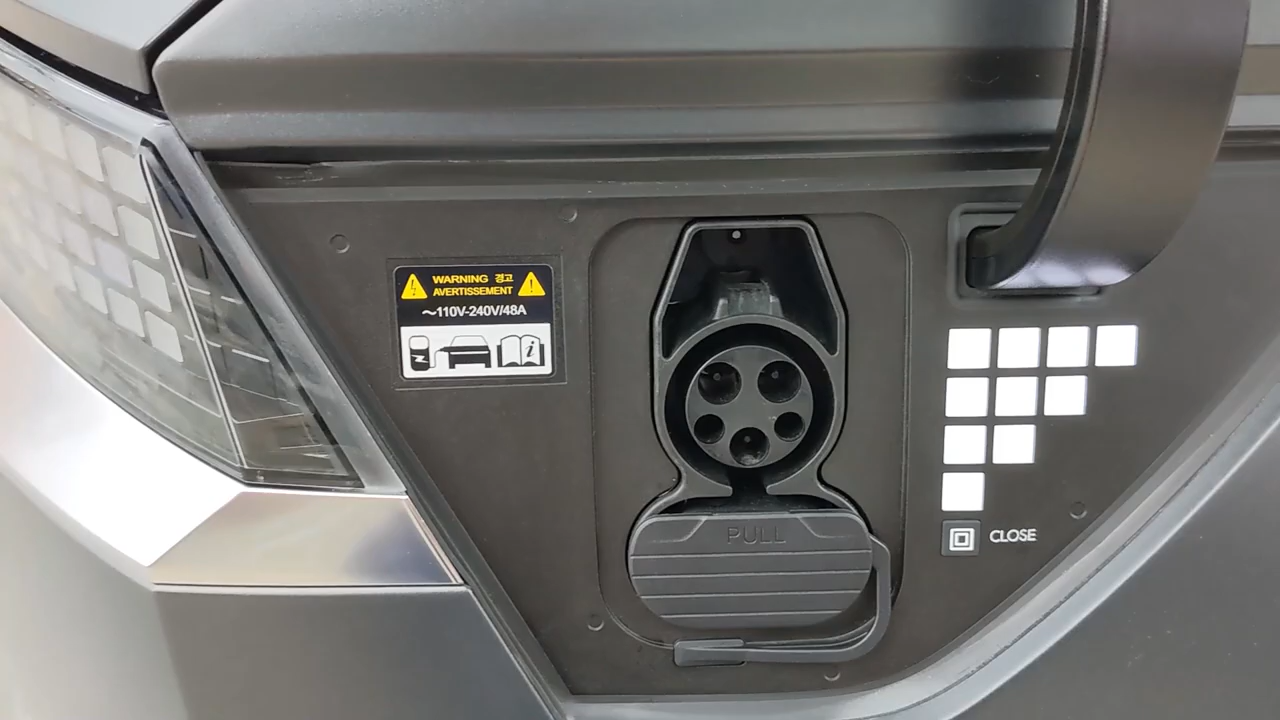 WARNING 경고
AVERTISSEMENT
~110V-240V/48A
i
PULL
CLOSE